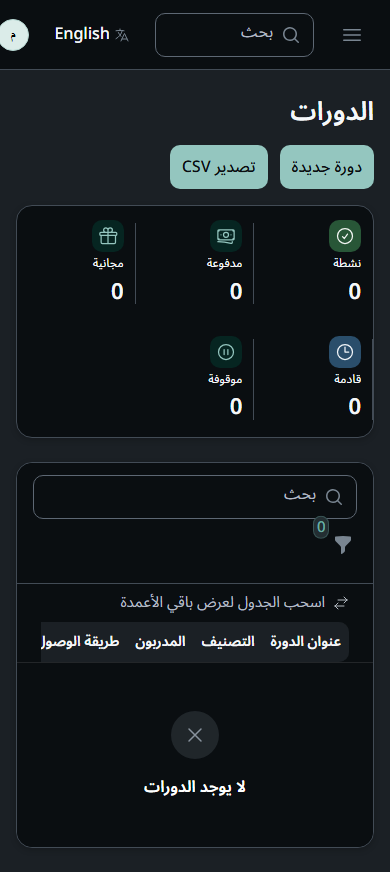 بحث English م
الدورات
دورة جديدة تصدير CSV
نشطة مدفوعة مجانية
0 0 0
قادمة موقوفة
0 0
بحث
0
اسحب الجدول لعرض باقي الأعمدة
عنوان الدورة التصنيف المدربون طريقة الوصول
لا يوجد الدورات